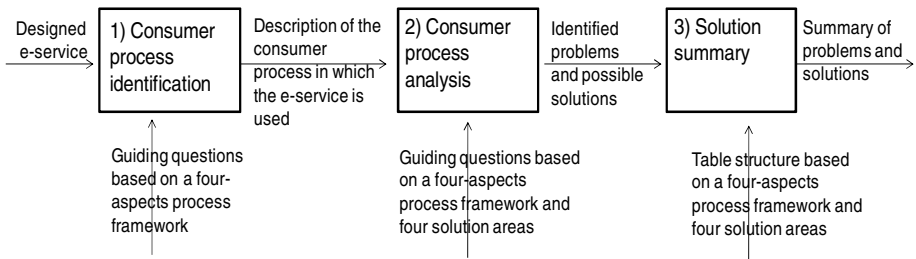 Designed
e-service
1) Consumer
process
identification
Description of the
consumer
process in which
the e-service is
used
2) Consumer
process
analysis
Identified
problems
and possible
solutions
3) Solution
summary
Summary of
problems and
solutions
Guiding questions
based on a four-
aspects process
framework
Guiding questions based
on a four-aspects
process framework and
four solution areas
Table structure based
on a four-aspects
process framework and
four solution areas